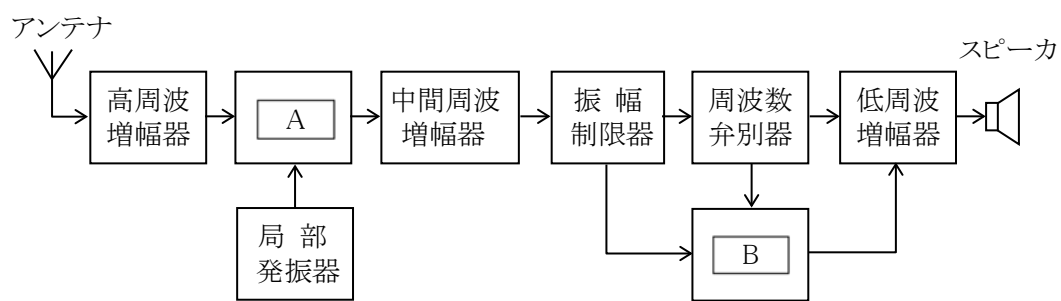 アンテナ
スピーカ
高周波
増幅器
A
中間周波
増幅器
振 幅
制限器
周波数
弁別器
低周波
増幅器
局 部
発振器
B